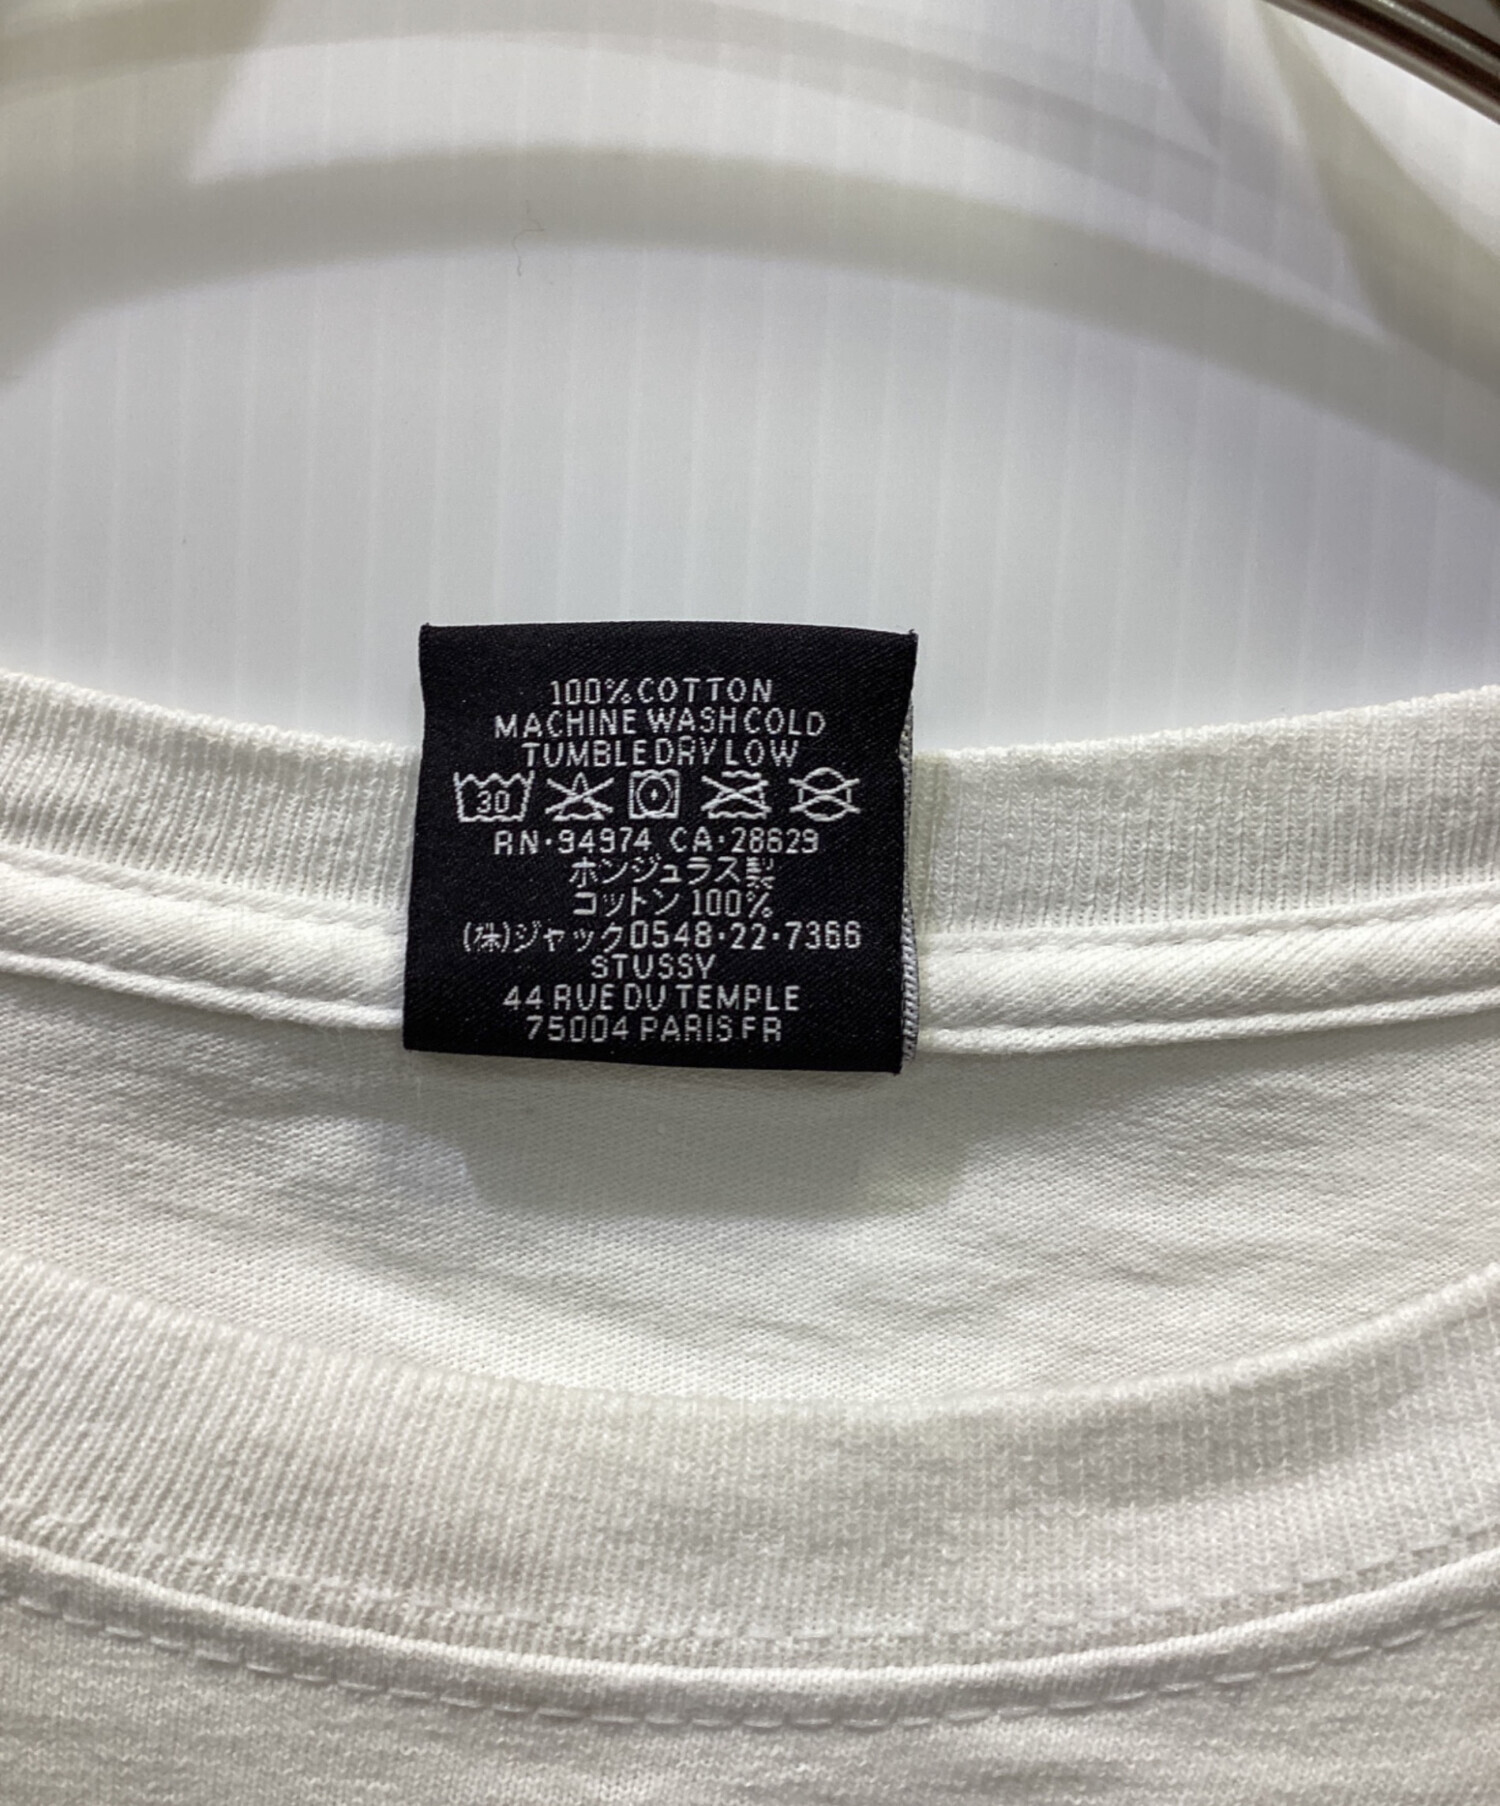 100% COTTON
MACHINE WASH COLD
TUMBLE DRY LOW
30
RN·94974 CA·28629
ホンジュラス製
コットン 100%
(株)ジャック0548·22·7366
STUSSY
44 RUE DU TEMPLE
75004 PARIS.FR